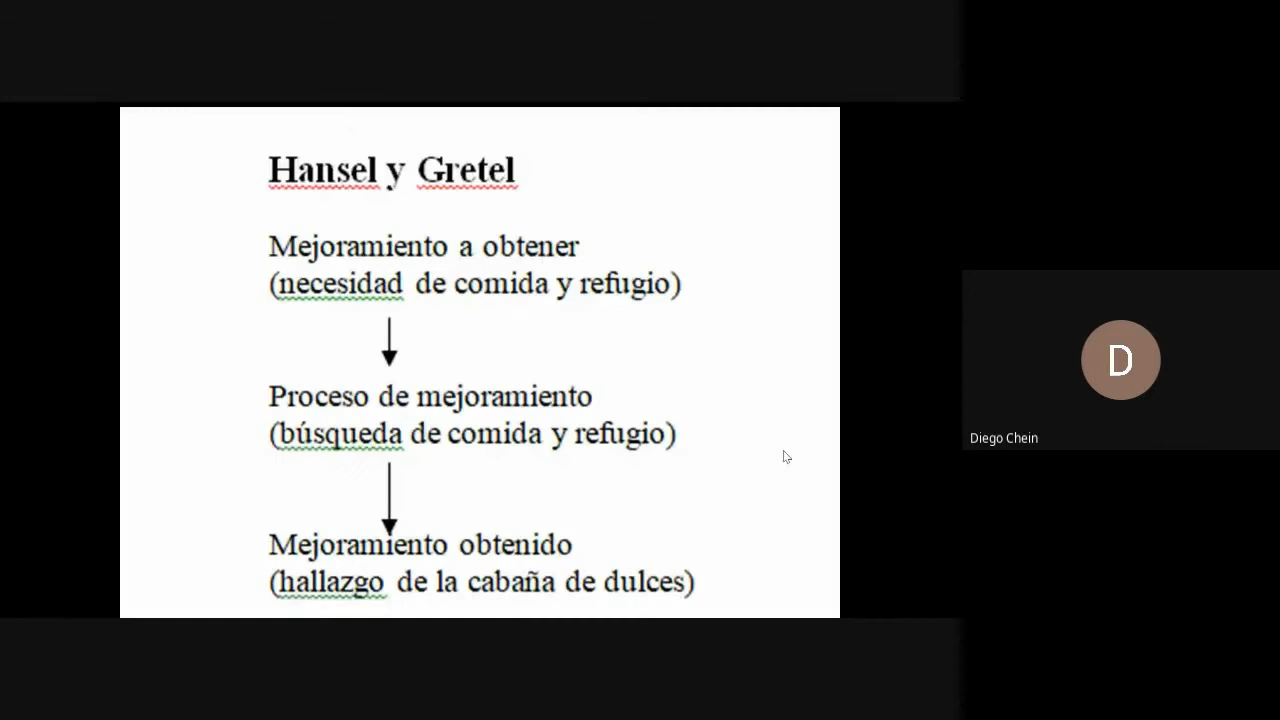 Hansel y Gretel
Mejoramiento a obtener
(necesidad de comida y refugio)
Proceso de mejoramiento
(búsqueda de comida y refugio)
Mejoramiento obtenido
(hallazgo de la cabaña de dulces)
D
Diego Chein